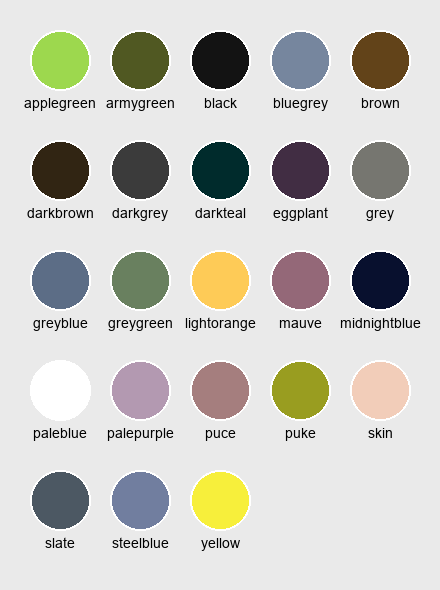 applegreen armygreen black bluegrey brown
darkbrown darkgrey darkteal eggplant grey
greyblue greygreen lightorange mauve midnightblue
paleblue palepurple puce puke skin
slate steelblue yellow